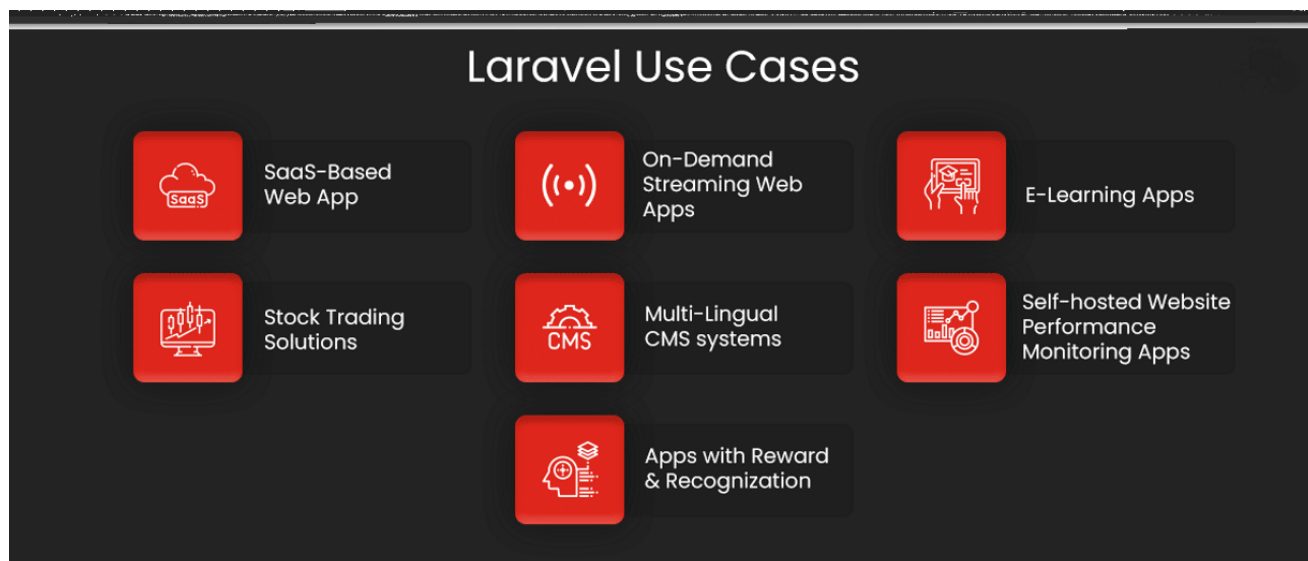 Laravel Use Cases
SaaS
SaaS-Based
Web App
On-Demand
Streaming Web
Apps
E-Learning Apps
Stock Trading
Solutions
CMS
Multi-Lingual
CMS systems
Self-hosted Website
Performance
Monitoring Apps
Apps with Reward
& Recognization